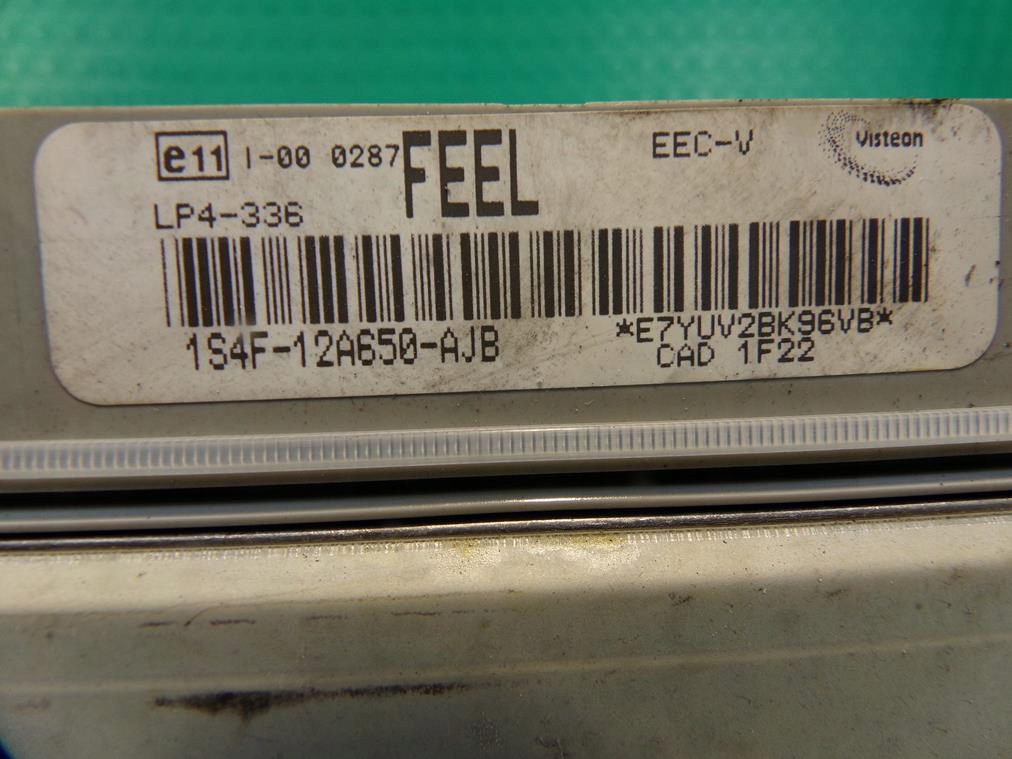 e11 I-00 0287 FEEL EEC-V Visteon
LP4-336
1S4F-12A650-AJB *E7YUV2BK96VB*
CAD 1F22